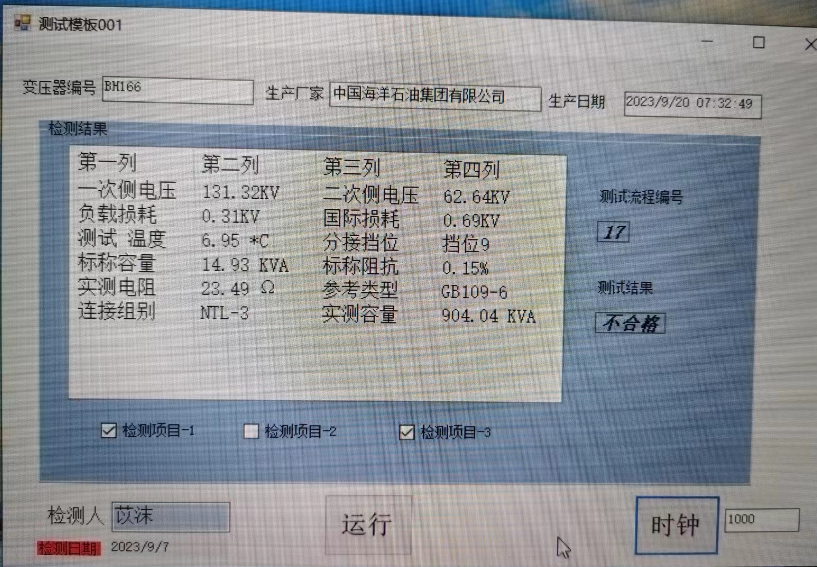 测试模板001
变压器编号 BH166 生产厂家 中国海洋石油集团有限公司 生产日期 2023/9/20 07:32:49
检测结果
第一列 第二列 第三列 第四列
一次侧电压 131.32KV 二次侧电压 62.64KV
负载损耗 0.31KV 国际损耗 0.69KV
测试 温度 6.95 *C 分接挡位 挡位9
标称容量 14.93 KVA 标称阻抗 0.15%
实测电阻 23.49 Ω 参考类型 GB109-6
连接组别 NTL-3 实测容量 904.04 KVA
测试流程编号
17
测试结果
不合格
检测项目-1 检测项目-2 检测项目-3
检测人 苡沫 运行 时钟 1000
检测日期 2023/9/7